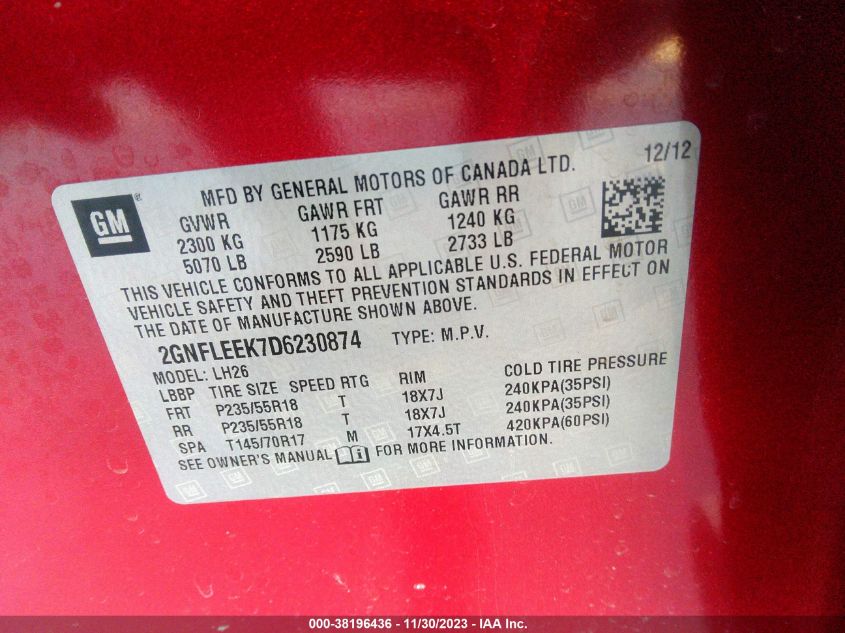 GM
®
MFD BY GENERAL MOTORS OF CANADA LTD. 12/12
GVWR GAWR FRT GAWR RR
2300 KG 1175 KG 1240 KG
5070 LB 2590 LB 2733 LB
THIS VEHICLE CONFORMS TO ALL APPLICABLE U.S. FEDERAL MOTOR
VEHICLE SAFETY AND THEFT PREVENTION STANDARDS IN EFFECT ON
THE DATE OF MANUFACTURE SHOWN ABOVE.
2GNFLEEK7D6230874 TYPE: M.P.V.
MODEL: LH26
LBBP TIRE SIZE SPEED RTG RIM COLD TIRE PRESSURE
FRT P235/55R18 T 18X7J 240KPA(35PSI)
RR P235/55R18 T 18X7J 240KPA(35PSI)
SPA T145/70R17 M 17X4.5T 420KPA(60PSI)
SEE OWNER'S MANUAL i FOR MORE INFORMATION.
000-38196436 - 11/30/2023 - IAA Inc.